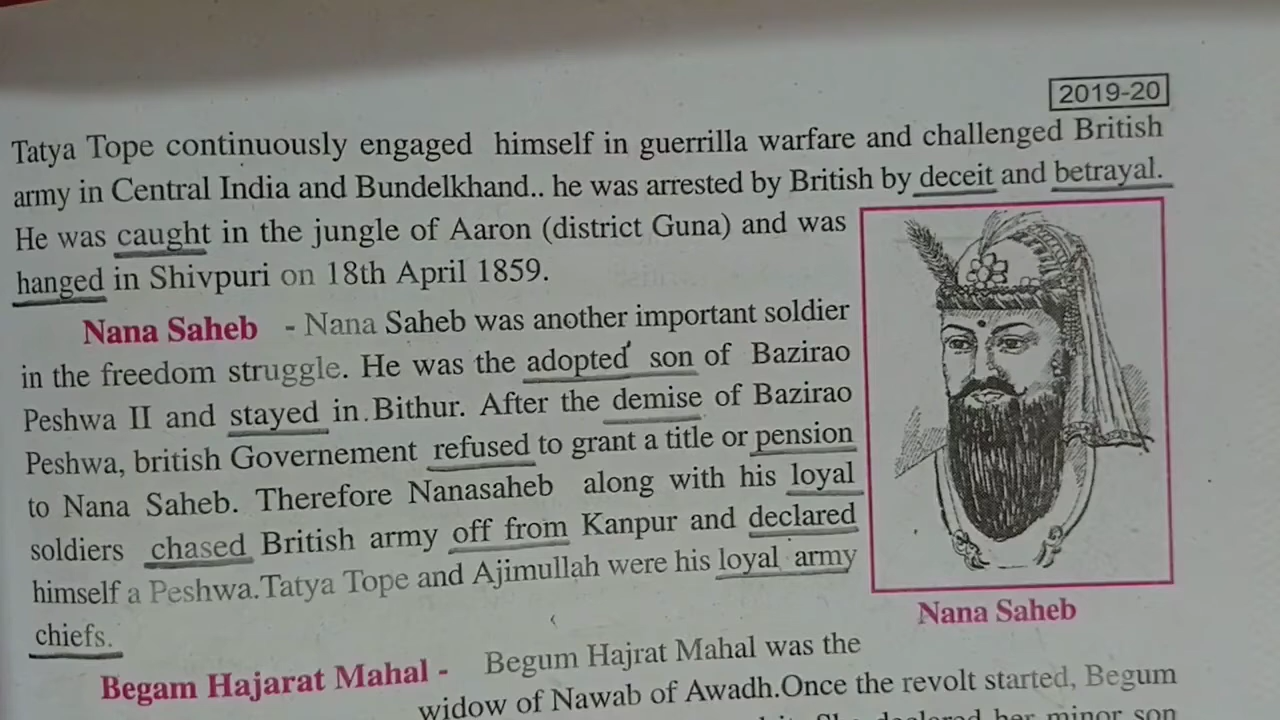 2019-20
Tatya Tope continuously engaged himself in guerrilla warfare and challenged British
army in Central India and Bundelkhand.. he was arrested by British by deceit and betrayal.
He was caught in the jungle of Aaron (district Guna) and was
hanged in Shivpuri on 18th April 1859.
Nana Saheb - Nana Saheb was another important soldier
in the freedom struggle. He was the adopted son of Bazirao
Peshwa II and stayed in Bithur. After the demise of Bazirao
Peshwa, british Governement refused to grant a title or pension
to Nana Saheb. Therefore Nanasaheb along with his loyal
soldiers chased British army off from Kanpur and declared
himself a Peshwa.Tatya Tope and Ajimullah were his loyal army
chiefs.
Nana Saheb
Begam Hajarat Mahal - Begum Hajrat Mahal was the
widow of Nawab of Awadh.Once the revolt started, Begum
She declared her minor son